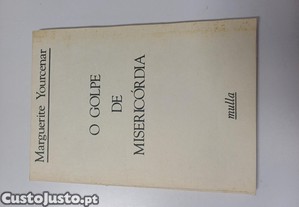 Marguerite Yourcenar
O GOLPE
DE
MISERICÓRDIA
mulla
CustoJusto.pt